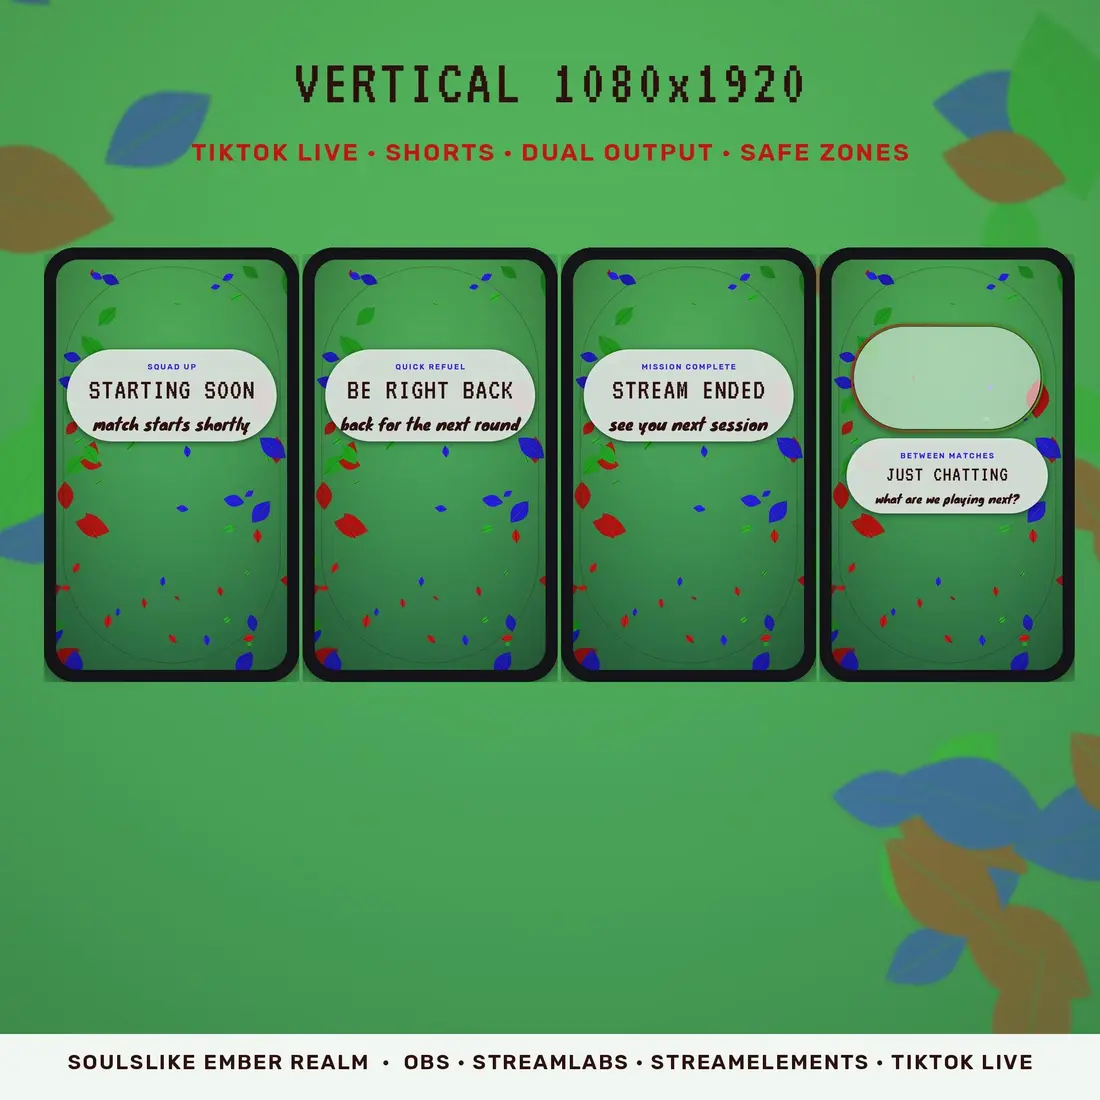 VERTICAL 1080x1920
TIKTOK LIVE • SHORTS • DUAL OUTPUT • SAFE ZONES
SQUAD UP
STARTING SOON
match starts shortly
QUICK REFUEL
BE RIGHT BACK
back for the next round
MISSION COMPLETE
STREAM ENDED
see you next session
BETWEEN MATCHES
JUST CHATTING
what are we playing next?
SOULSLIKE EMBER REALM • OBS • STREAMLABS • STREAMELEMENTS • TIKTOK LIVE